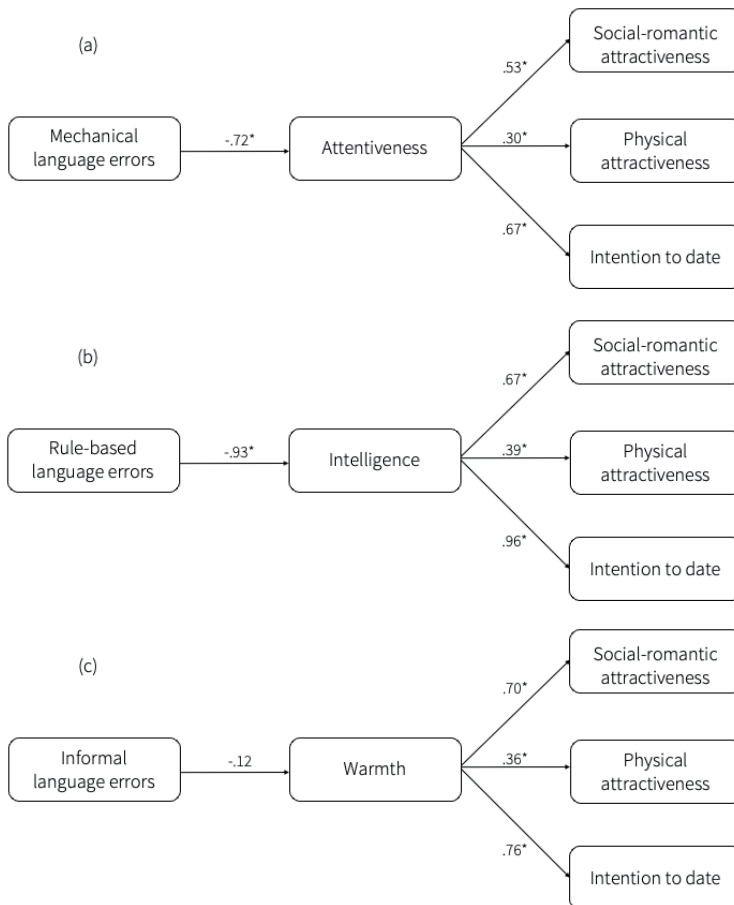 (a)
Social-romantic
attractiveness
.53*
Mechanical
language errors
-.72*
Attentiveness
.30*
Physical
attractiveness
.67*
Intention to date
(b)
Social-romantic
attractiveness
.67*
Rule-based
language errors
-.93*
Intelligence
.39*
Physical
attractiveness
.96*
Intention to date
(c)
Social-romantic
attractiveness
.70*
Informal
language errors
-.12
Warmth
.36*
Physical
attractiveness
.76*
Intention to date